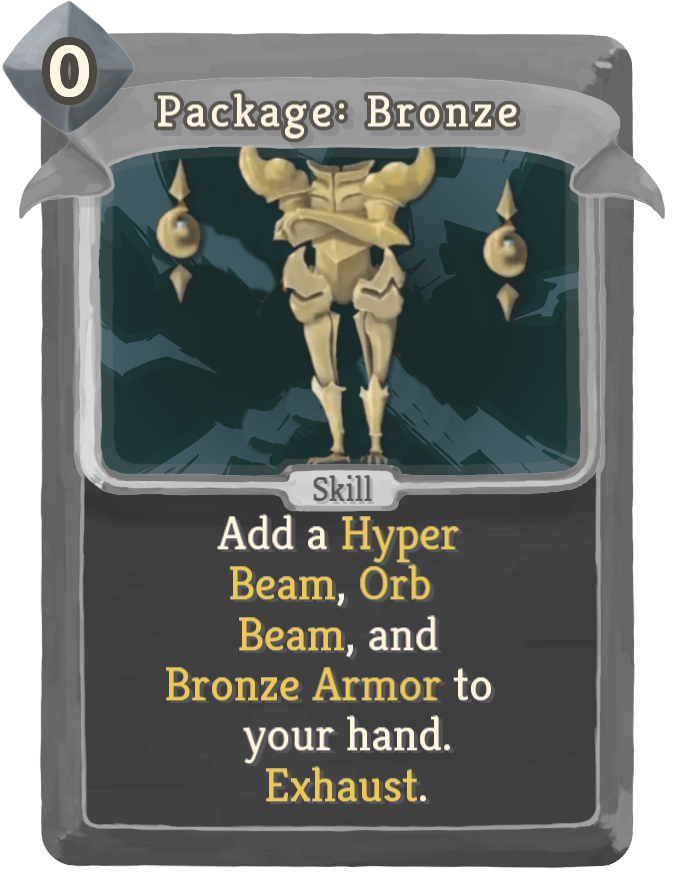 0
Package: Bronze
Skill
Add a Hyper
Beam, Orb
Beam, and
Bronze Armor to
your hand.
Exhaust.